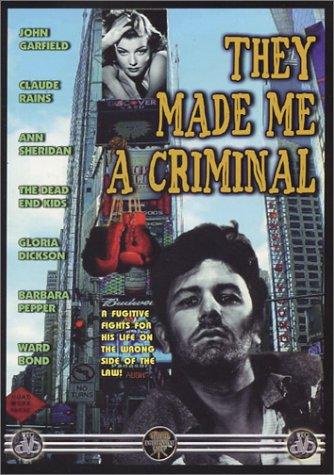 JOHN
GARFIELD
CLAUDE
RAINS
ANN
SHERIDAN
THE DEAD
END KIDS
GLORIA
DICKSON
BARBARA
PEPPER
WARD
BOND
THEY
MADE ME
A CRIMINAL
Budweiser
A FUGITIVE
FIGHTS FOR
HIS LIFE ON
THE WRONG
SIDE OF THE
LAW!
NO
TURNS